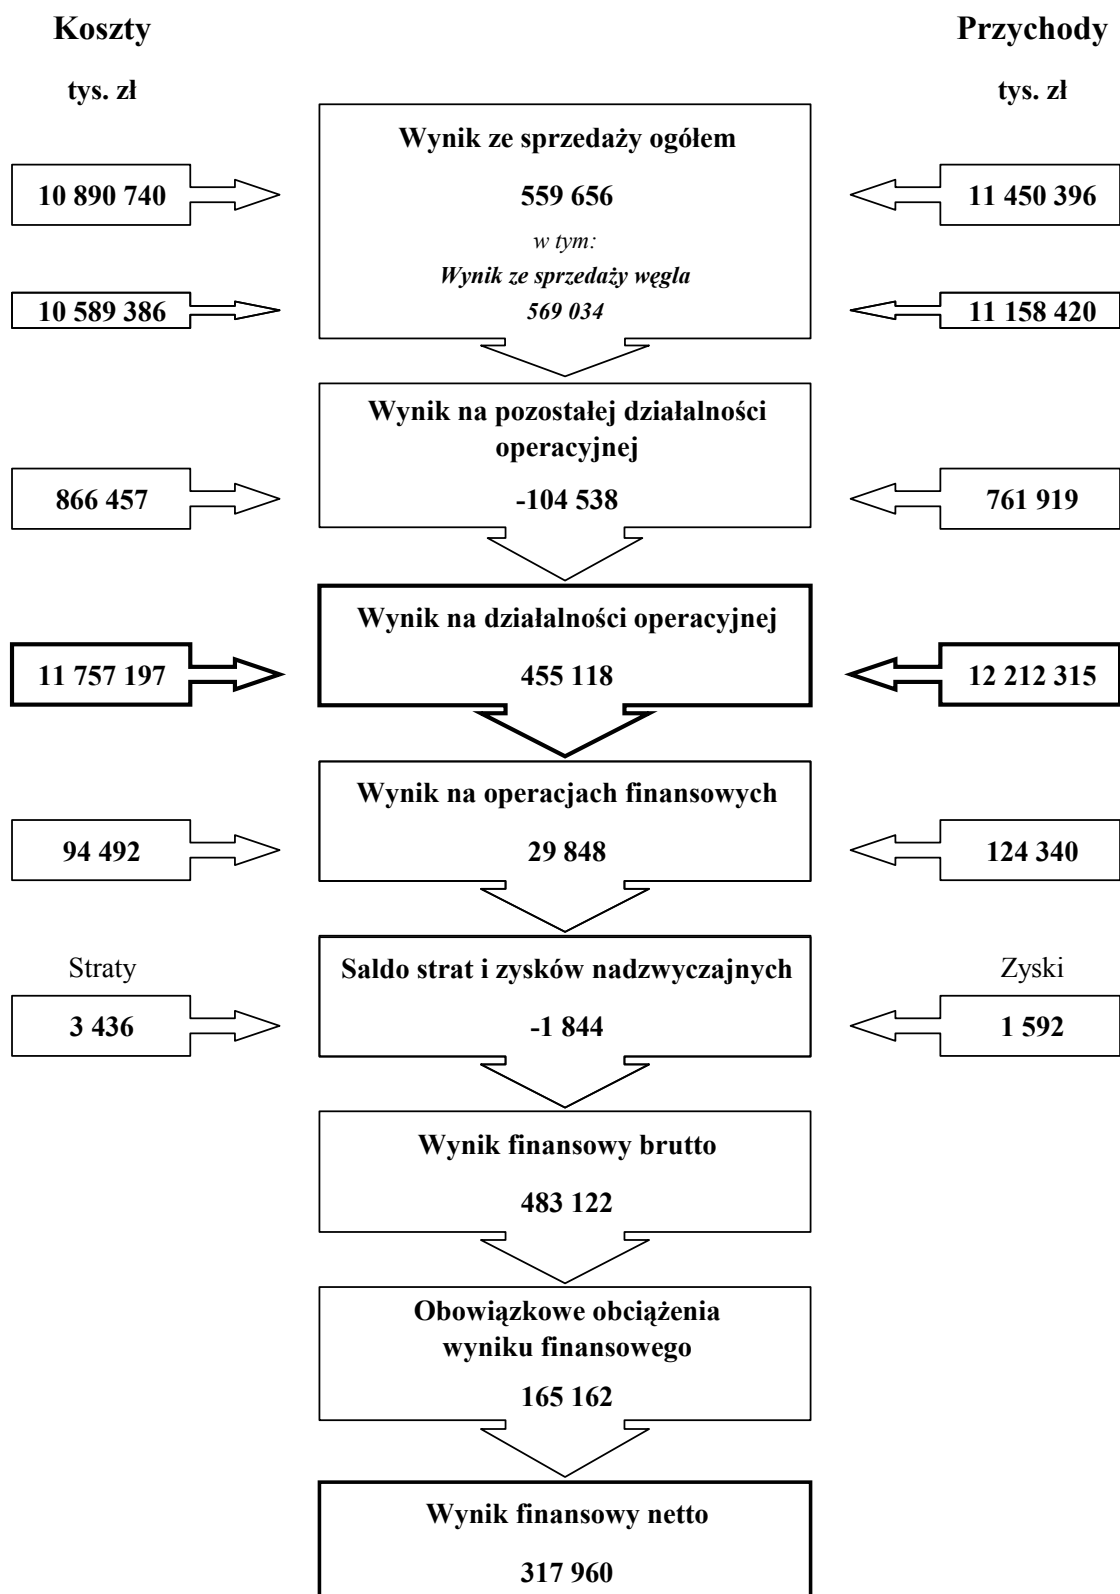 Koszty
Przychody
tys. zł
tys. zł
Wynik ze sprzedaży ogółem
10 890 740
559 656
11 450 396
w tym:
Wynik ze sprzedaży węgla
10 589 386
569 034
11 158 420
Wynik na pozostałej działalności
operacyjnej
866 457
-104 538
761 919
Wynik na działalności operacyjnej
11 757 197
455 118
12 212 315
Wynik na operacjach finansowych
94 492
29 848
124 340
Straty
Saldo strat i zysków nadzwyczajnych
Zyski
3 436
-1 844
1 592
Wynik finansowy brutto
483 122
Obowiązkowe obciążenia
wyniku finansowego
165 162
Wynik finansowy netto
317 960